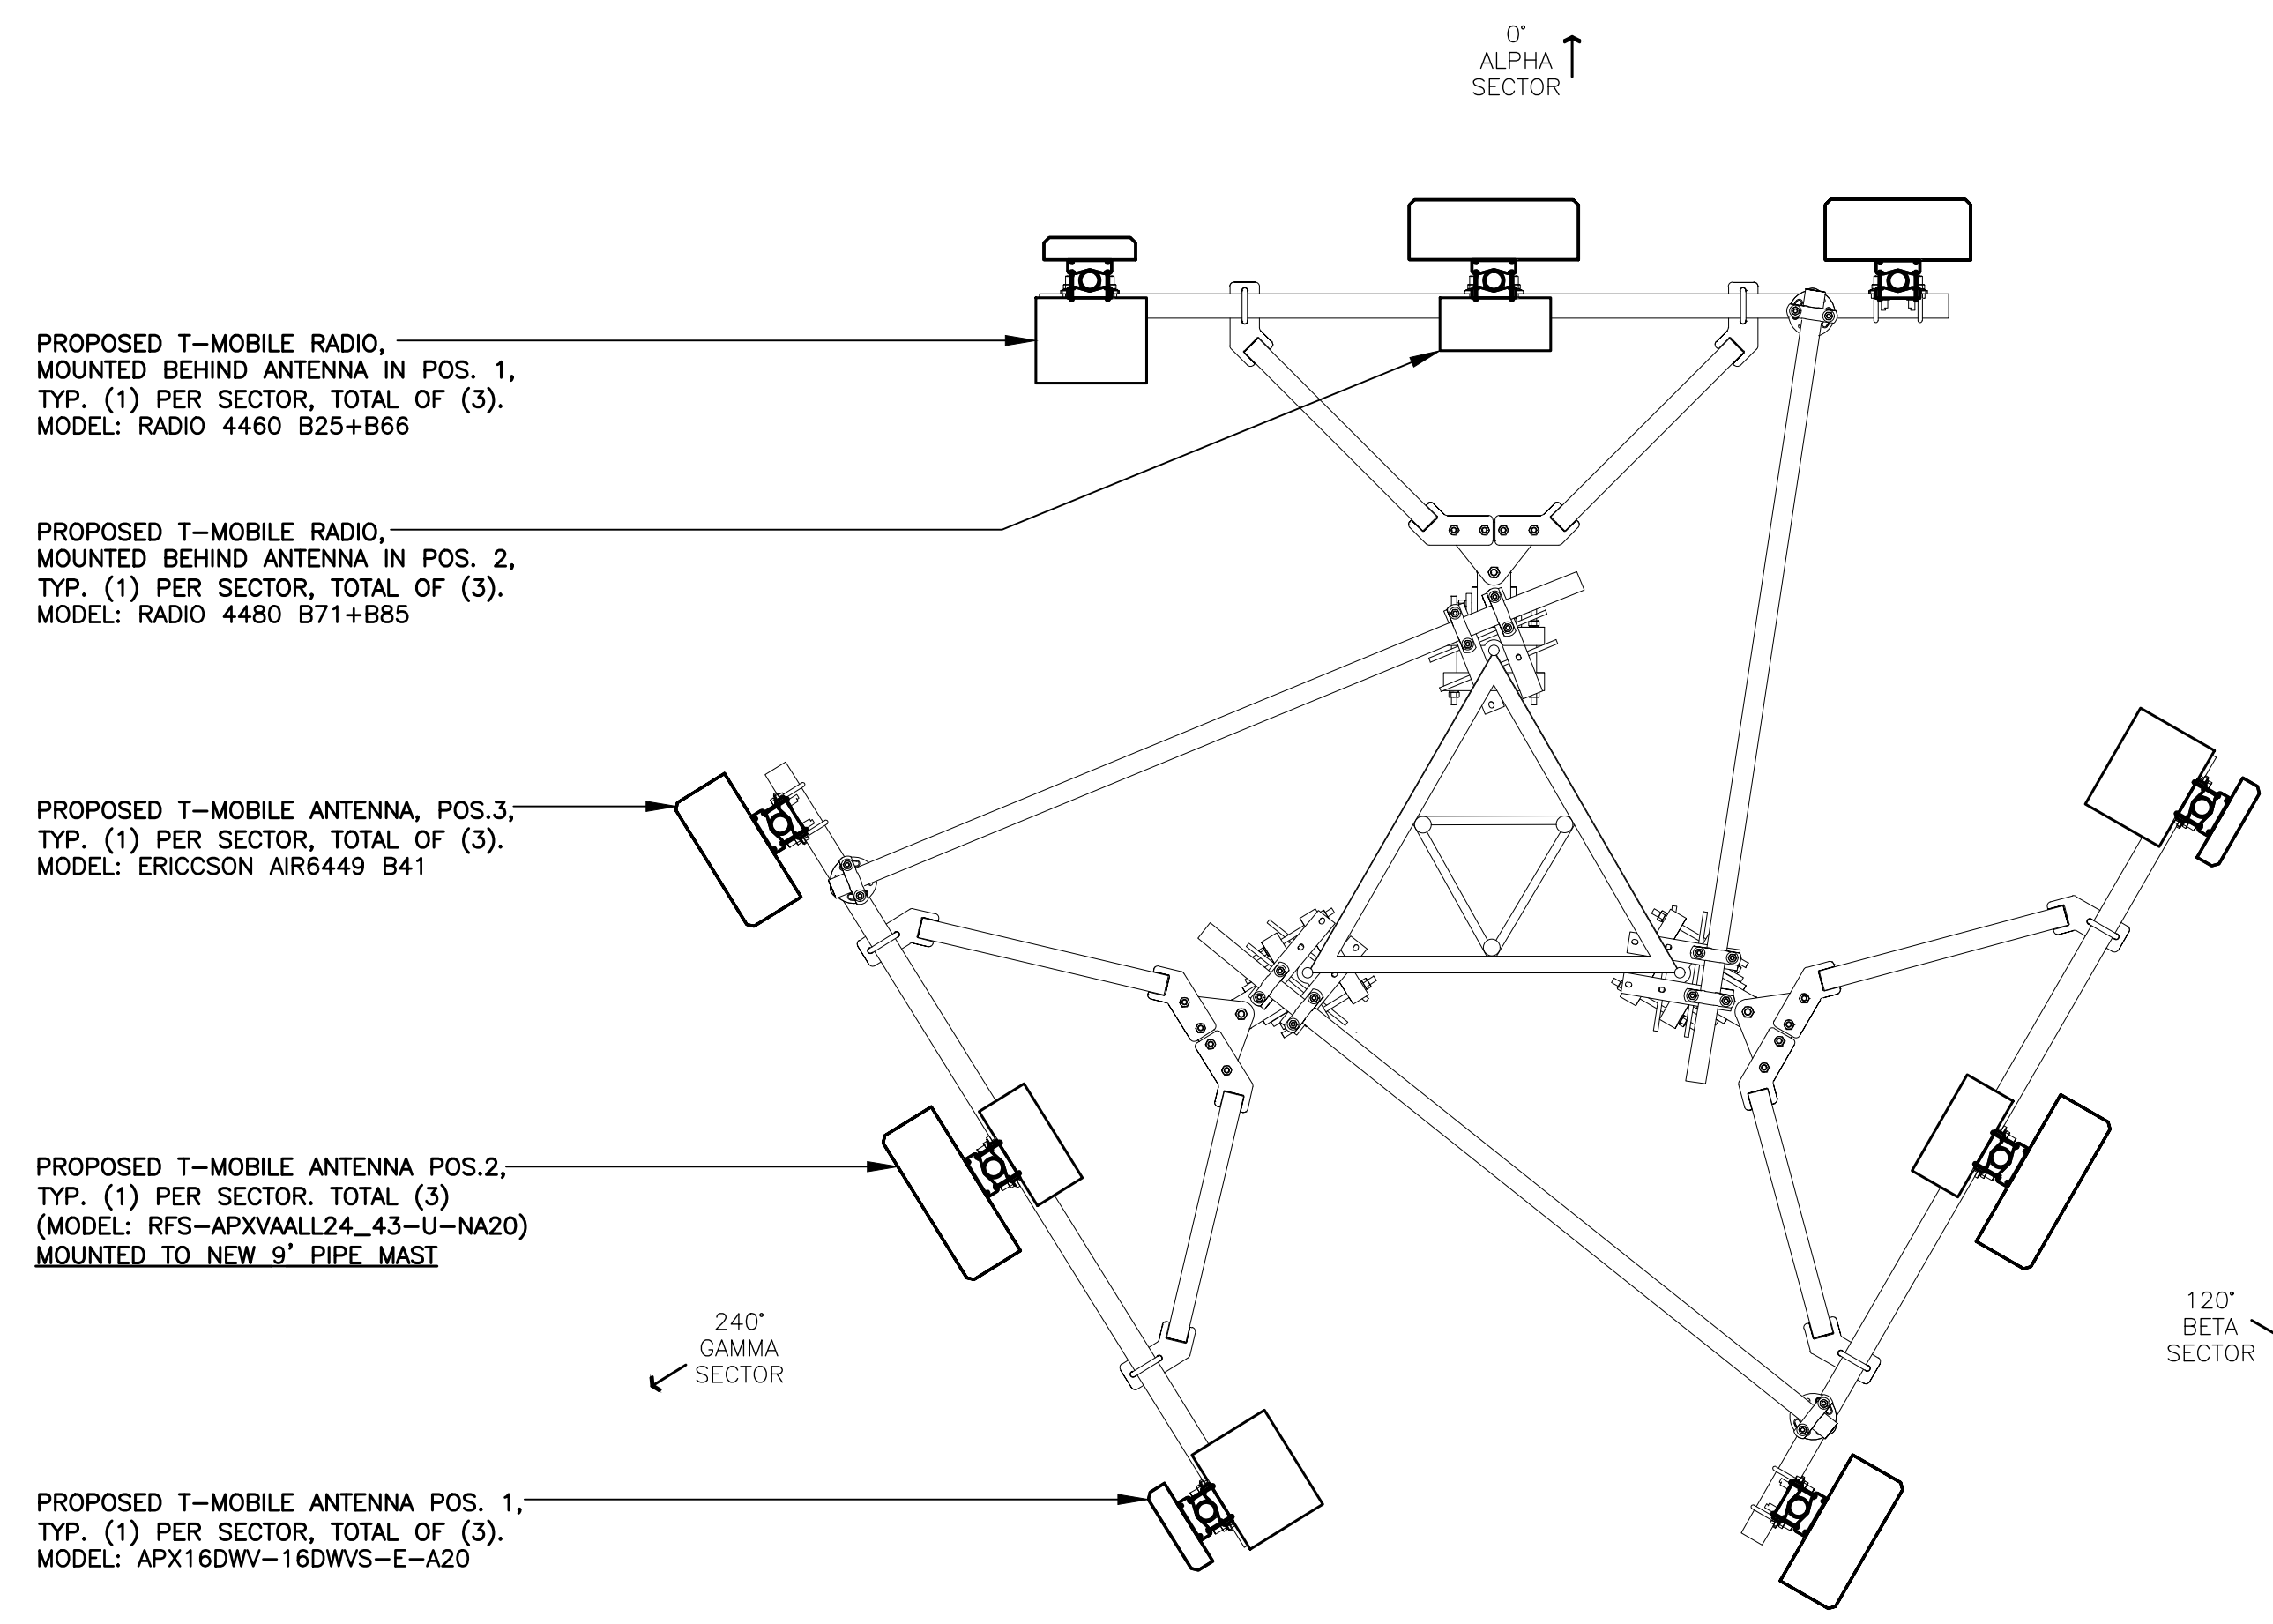 0°
ALPHA
SECTOR
PROPOSED T-MOBILE RADIO,
MOUNTED BEHIND ANTENNA IN POS. 1,
TYP. (1) PER SECTOR, TOTAL OF (3).
MODEL: RADIO 4460 B25+B66
PROPOSED T-MOBILE RADIO,
MOUNTED BEHIND ANTENNA IN POS. 2,
TYP. (1) PER SECTOR, TOTAL OF (3).
MODEL: RADIO 4480 B71+B85
PROPOSED T-MOBILE ANTENNA, POS.3,
TYP. (1) PER SECTOR, TOTAL OF (3).
MODEL: ERICCSON AIR6449 B41
PROPOSED T-MOBILE ANTENNA POS.2,
TYP. (1) PER SECTOR. TOTAL (3)
(MODEL: RFS-APXVAALL24_43-U-NA20)
MOUNTED TO NEW 9' PIPE MAST
240°
GAMMA
SECTOR
120°
BETA
SECTOR
PROPOSED T-MOBILE ANTENNA POS. 1,
TYP. (1) PER SECTOR, TOTAL OF (3).
MODEL: APX16DWV-16DWVS-E-A20